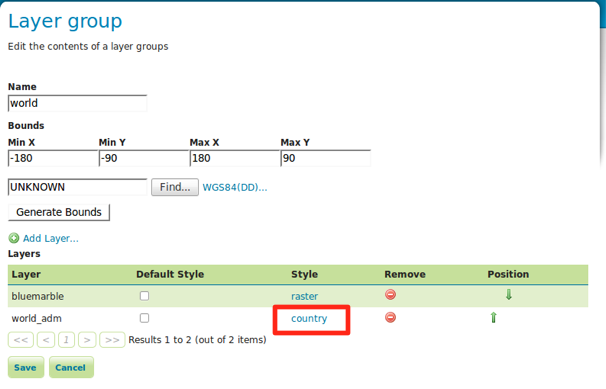 Layer group
Edit the contents of a layer groups
Name
world
Bounds
Min X Min Y Max X Max Y
-180 -90 180 90
UNKNOWN Find... WGS84(DD)...
Generate Bounds
Add Layer...
Layers
Layer Default Style Style Remove Position
bluemarble raster
world_adm country
<< < 1 > >> Results 1 to 2 (out of 2 items)
Save Cancel